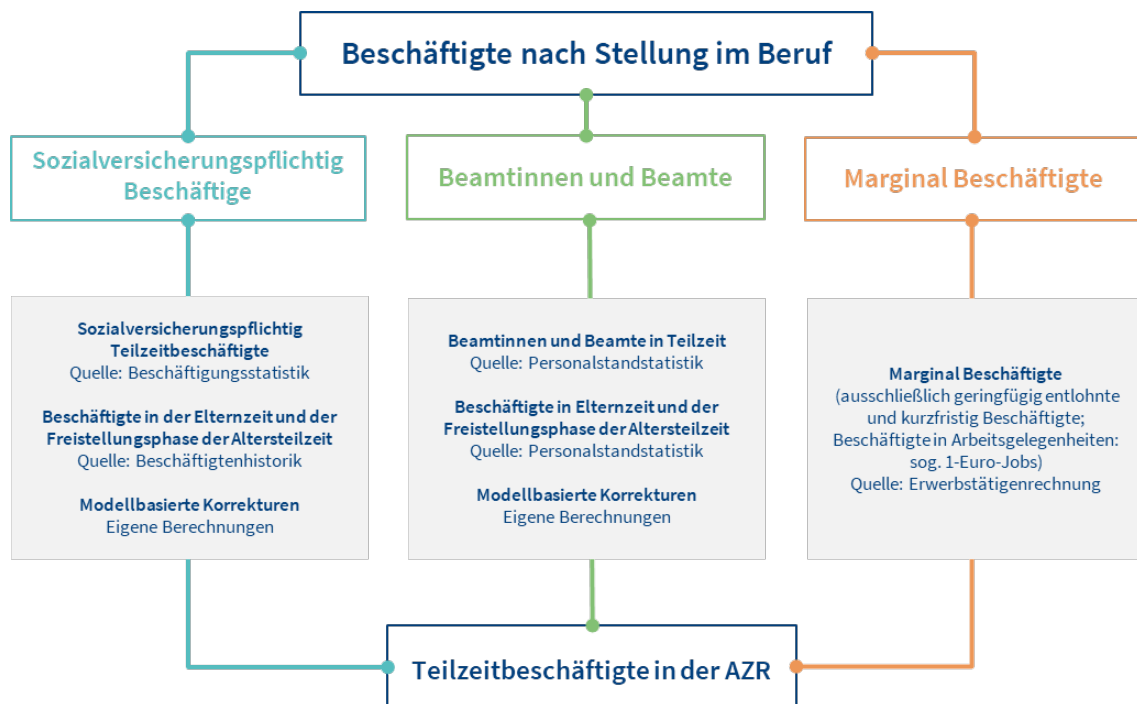 Beschäftigte nach Stellung im Beruf
Sozialversicherungspflichtig
Beschäftige
Beamtinnen und Beamte
Marginal Beschäftigte
Sozialversicherungspflichtig
Teilzeitbeschäftigte
Quelle: Beschäftigungsstatistik
Beschäftigte in der Elternzeit und der
Freistellungsphase der Altersteilzeit
Quelle: Beschäftigtenhistorik
Modellbasierte Korrekturen
Eigene Berechnungen
Beamtinnen und Beamte in Teilzeit
Quelle: Personalstandstatistik
Beschäftigte in Elternzeit und der
Freistellungsphase der Altersteilzeit
Quelle: Personalstandstatistik
Modellbasierte Korrekturen
Eigene Berechnungen
Marginal Beschäftigte
(ausschließlich geringfügig entlohnte
und kurzfristig Beschäftigte;
Beschäftigte in Arbeitsgelegenheiten:
sog. 1-Euro-Jobs)
Quelle: Erwerbstätigenrechnung
Teilzeitbeschäftigte in der AZR